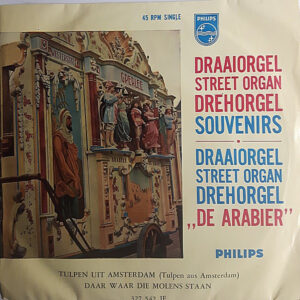 45 RPM SINGLE
PHILIPS
DRAAIORGEL
STREET ORGAN
DREHORGEL
SOUVENIRS
DRAAIORGEL
STREET ORGAN
DREHORGEL
„DE ARABIER”
PHILIPS
TULPEN UIT AMSTERDAM (Tulpen aus Amsterdam)
DAAR WAAR DIE MOLENS STAAN